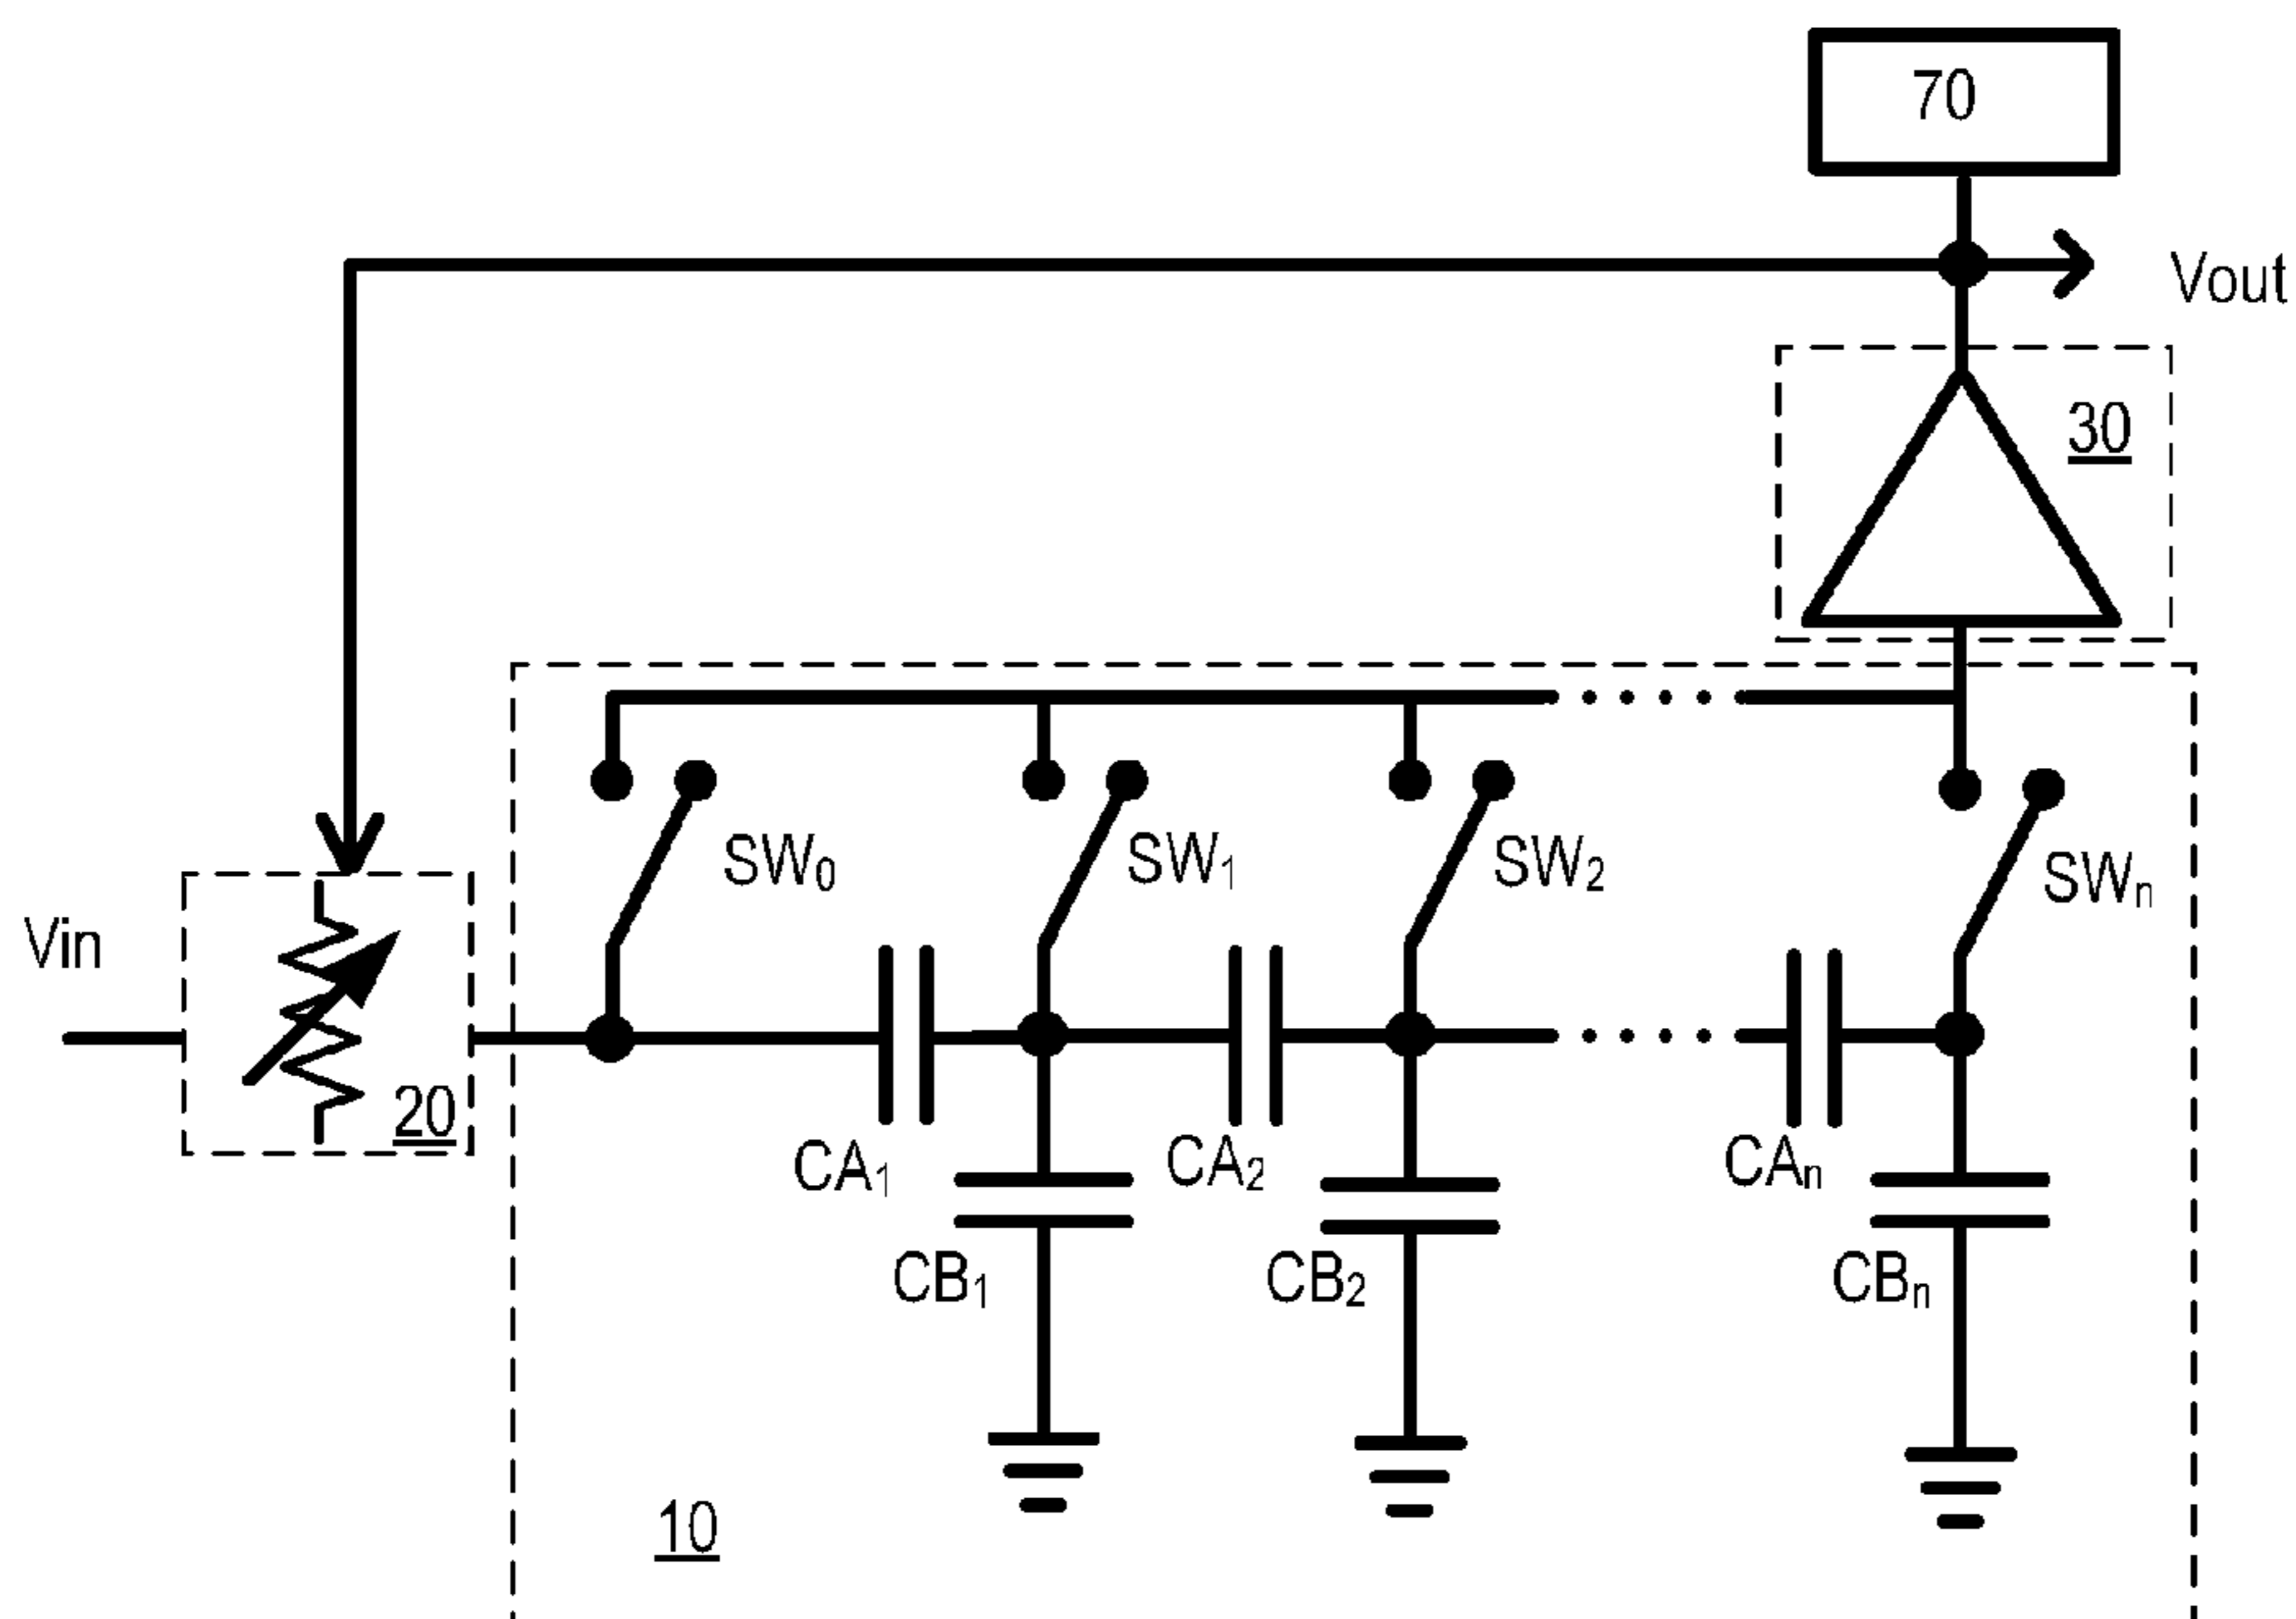 70
Vout
30
SW₀
SW₁
SW₂
SWₙ
Vin
20
CA₁
CA₂
CAₙ
CB₁
CB₂
CBₙ
10